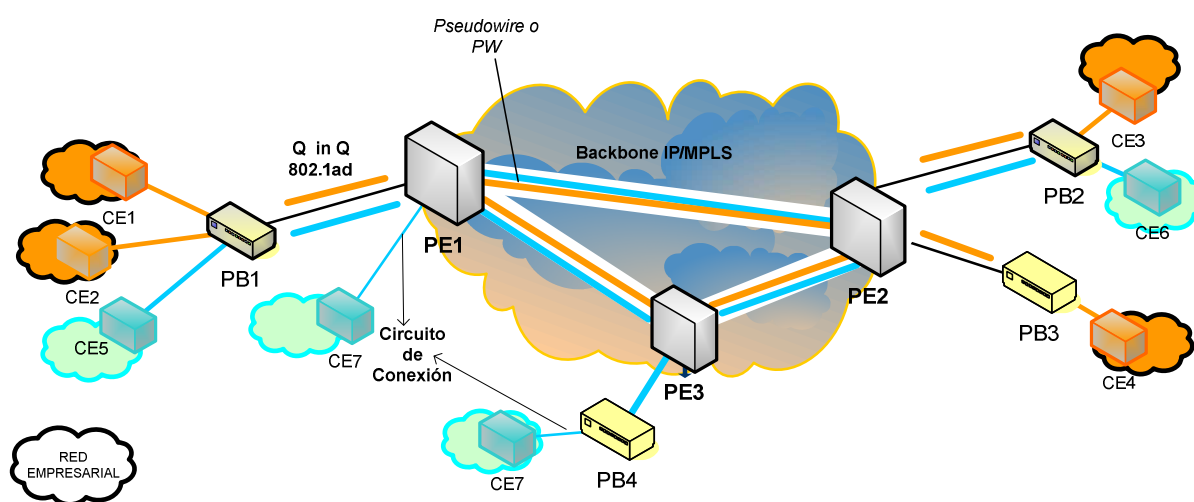 Pseudowire o
PW
Q in Q
802.1ad
Backbone IP/MPLS
CE3
CE1
PB2
PE1
CE6
CE2
PB1
PE2
PB3
CE5
CE7
Circuito
de
Conexión
CE4
PE3
RED
EMPRESARIAL
CE7
PB4